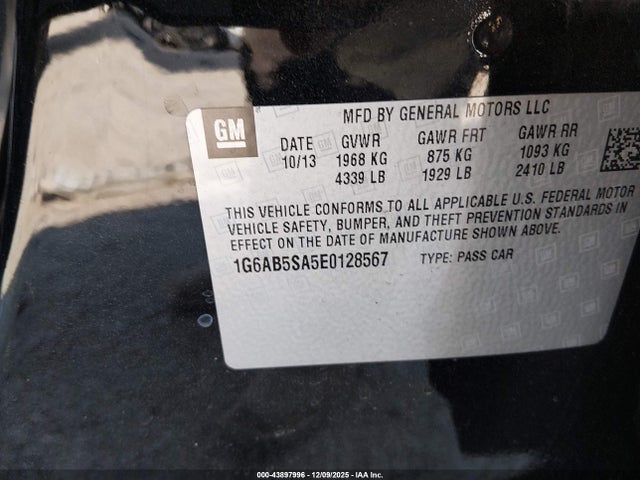 GM
MFD BY GENERAL MOTORS LLC
DATE GVWR GAWR FRT GAWR RR
10/13 1968 KG 875 KG 1093 KG
4339 LB 1929 LB 2410 LB
THIS VEHICLE CONFORMS TO ALL APPLICABLE U.S. FEDERAL MOTOR
VEHICLE SAFETY, BUMPER, AND THEFT PREVENTION STANDARDS IN
EFFECT ON THE DATE OF MANUFACTURE SHOWN ABOVE.
1G6AB5SA5E0128567 TYPE: PASS CAR
000-43897996 - 12/09/2025 - IAA Inc.